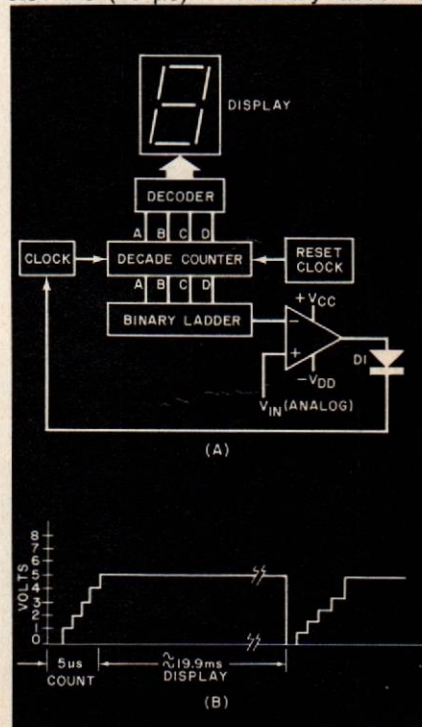 DISPLAY
DECODER
A B C D
CLOCK
DECADE COUNTER
RESET
CLOCK
A B C D
BINARY LADDER
+VCC
−
+
D1
−VDD
VIN (ANALOG)
(A)
VOLTS
8
7
6
5
4
3
2
1
0
5us
COUNT
≈19.9ms
DISPLAY
(B)